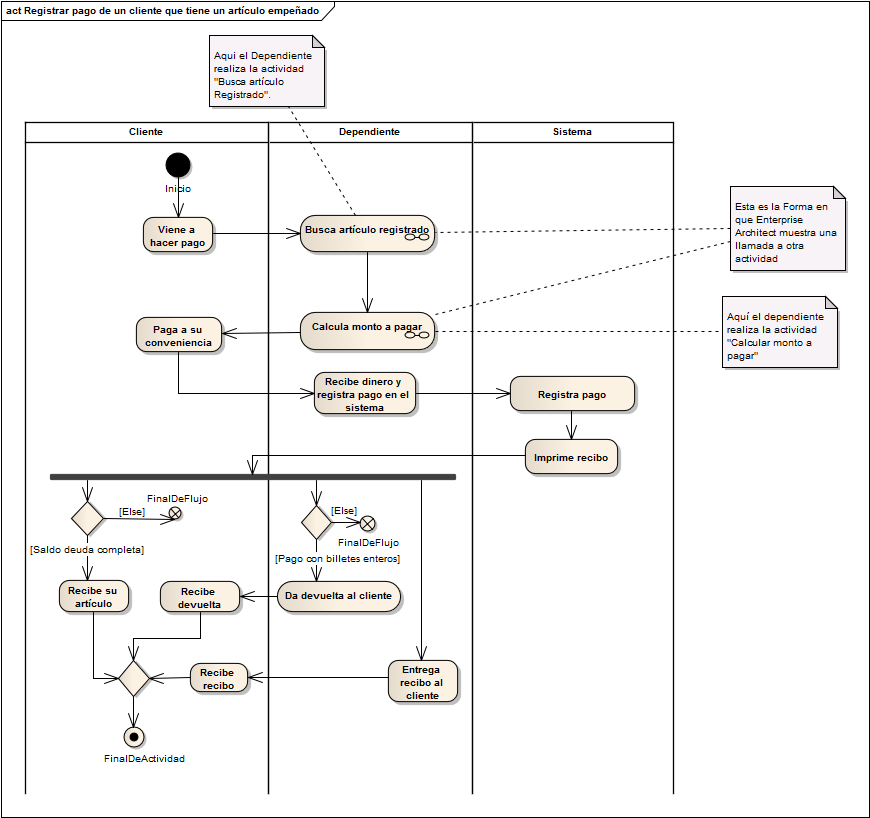 act Registrar pago de un cliente que tiene un artículo empeñado
Aqui el Dependiente
realiza la actividad
"Busca artículo
Registrado".
Cliente
Dependiente
Sistema
Inicio
Viene a
hacer pago
Busca artículo registrado
Esta es la Forma en
que Enterprise
Architect muestra una
llamada a otra
actividad
Paga a su
conveniencia
Calcula monto a pagar
Aquí el dependiente
realiza la actividad
"Calcular monto a
pagar"
Recibe dinero y
registra pago en el
sistema
Registra pago
Imprime recibo
FinalDeFlujo
[Else]
[Else]
FinalDeFlujo
[Saldo deuda completa]
[Pago con billetes enteros]
Recibe su
artículo
Recibe
devuelta
Da devuelta al cliente
Recibe
recibo
Entrega
recibo al
cliente
FinalDeActividad